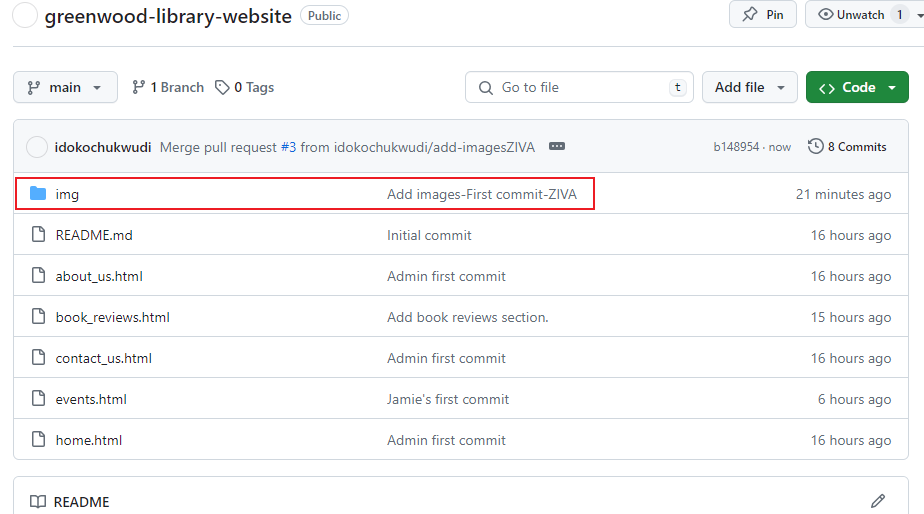 greenwood-library-website Public Pin Unwatch 1
main 1 Branch 0 Tags Go to file t Add file Code
idokochukwudi Merge pull request #3 from idokochukwudi/add-imagesZIVA b148954 · now 8 Commits
img Add images-First commit-ZIVA 21 minutes ago
README.md Initial commit 16 hours ago
about_us.html Admin first commit 16 hours ago
book_reviews.html Add book reviews section. 15 hours ago
contact_us.html Admin first commit 16 hours ago
events.html Jamie's first commit 6 hours ago
home.html Admin first commit 16 hours ago
README